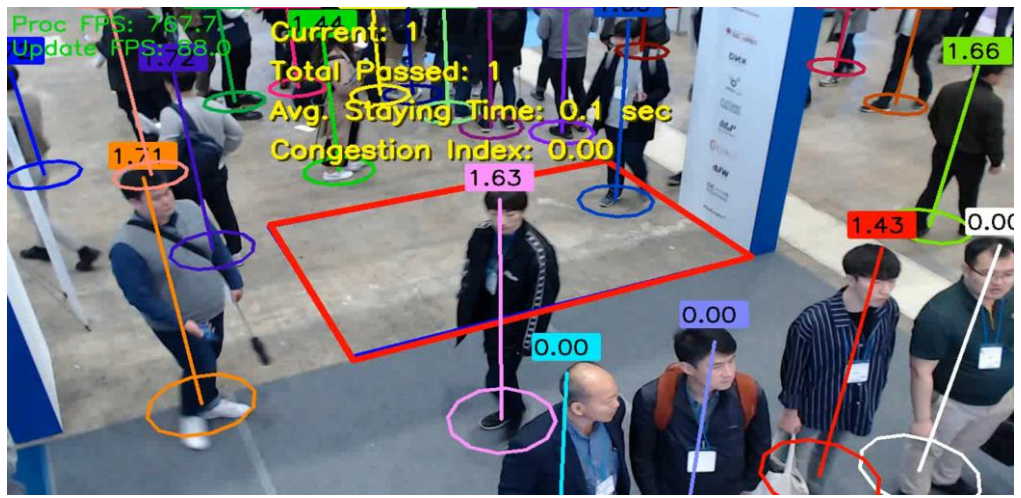 Proc FPS: 767.7
Update FPS: 88.0
Current: 1
Total Passed: 1
Avg. Staying Time: 0.1 sec
Congestion Index: 0.00
1.44
1.72
1.66
1.71
1.63
1.43
0.00
0.00
0.00
ONX